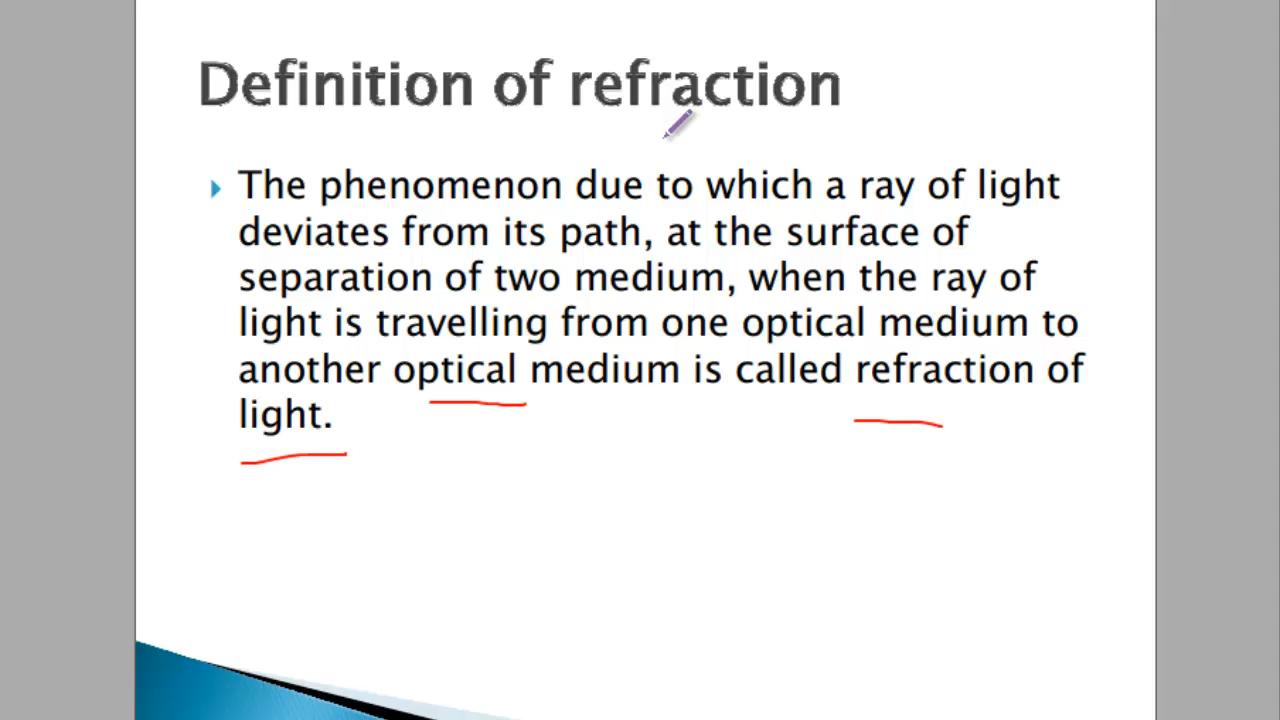 Definition of refraction
The phenomenon due to which a ray of light
deviates from its path, at the surface of
separation of two medium, when the ray of
light is travelling from one optical medium to
another optical medium is called refraction of
light.